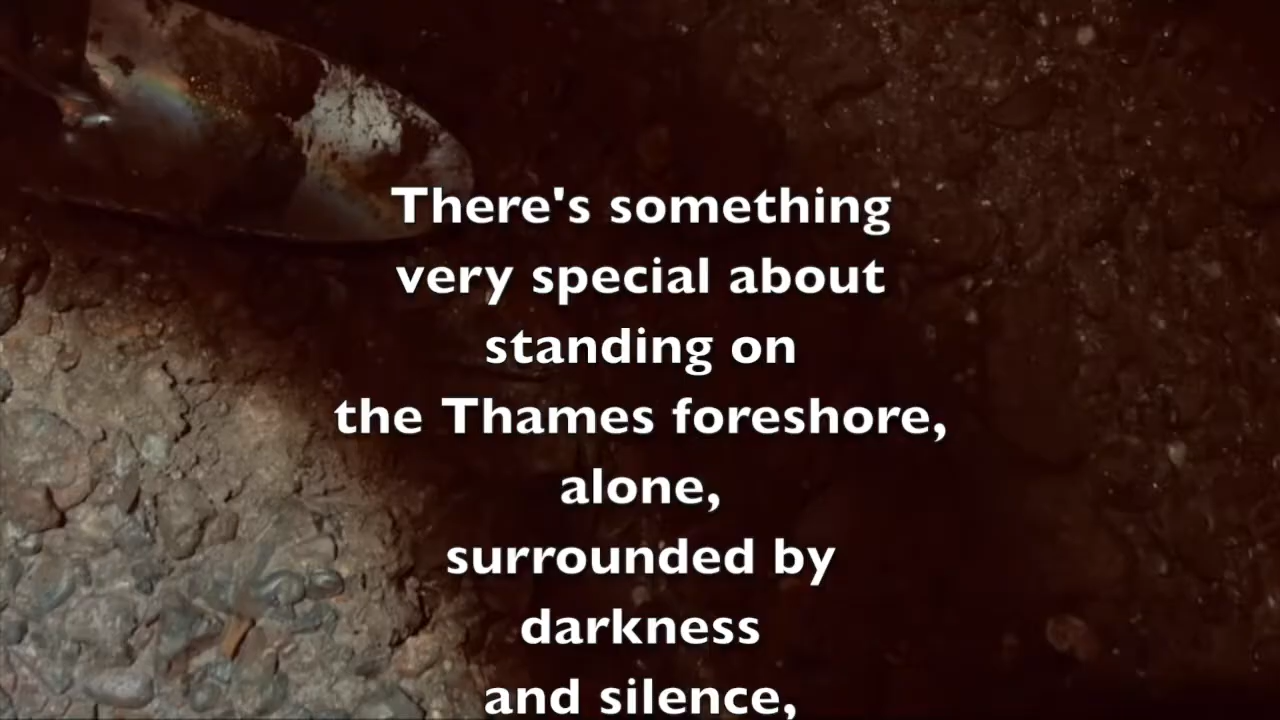 There's something
very special about
standing on
the Thames foreshore,
alone,
surrounded by
darkness
and silence,